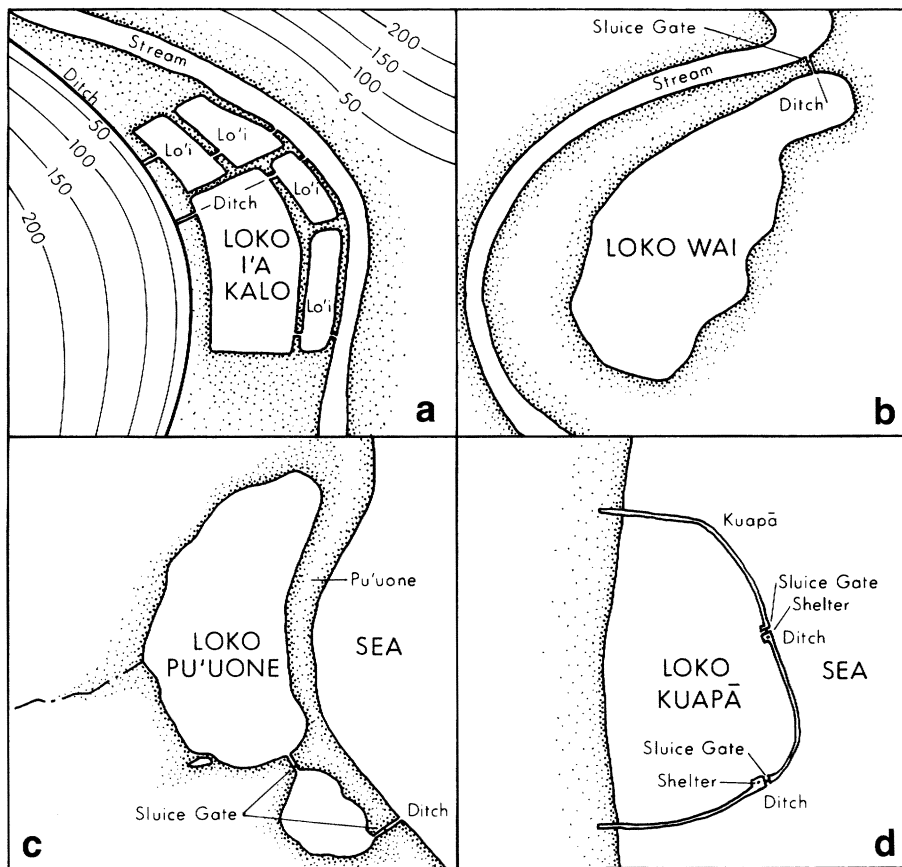 200
150
100
50
Stream
Ditch
50
100
150
200
Lo'i
Lo'i
Lo'i
Ditch
LOKO
I'A
KALO
Lo'i
a
Sluice Gate
Stream
Ditch
LOKO WAI
b
Pu'uone
LOKO
PU'UONE
SEA
Sluice Gate
Ditch
c
Kuapā
Sluice Gate
Shelter
Ditch
LOKO
KUAPĀ
SEA
Sluice Gate
Shelter
Ditch
d